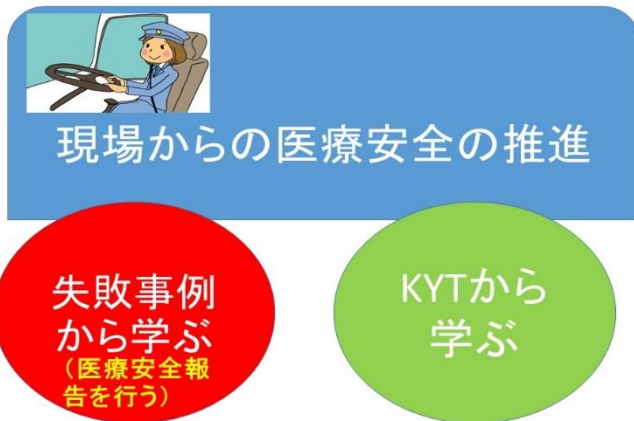 現場からの医療安全の推進
失敗事例
から学ぶ
(医療安全報
告を行う)
KYTから
学ぶ